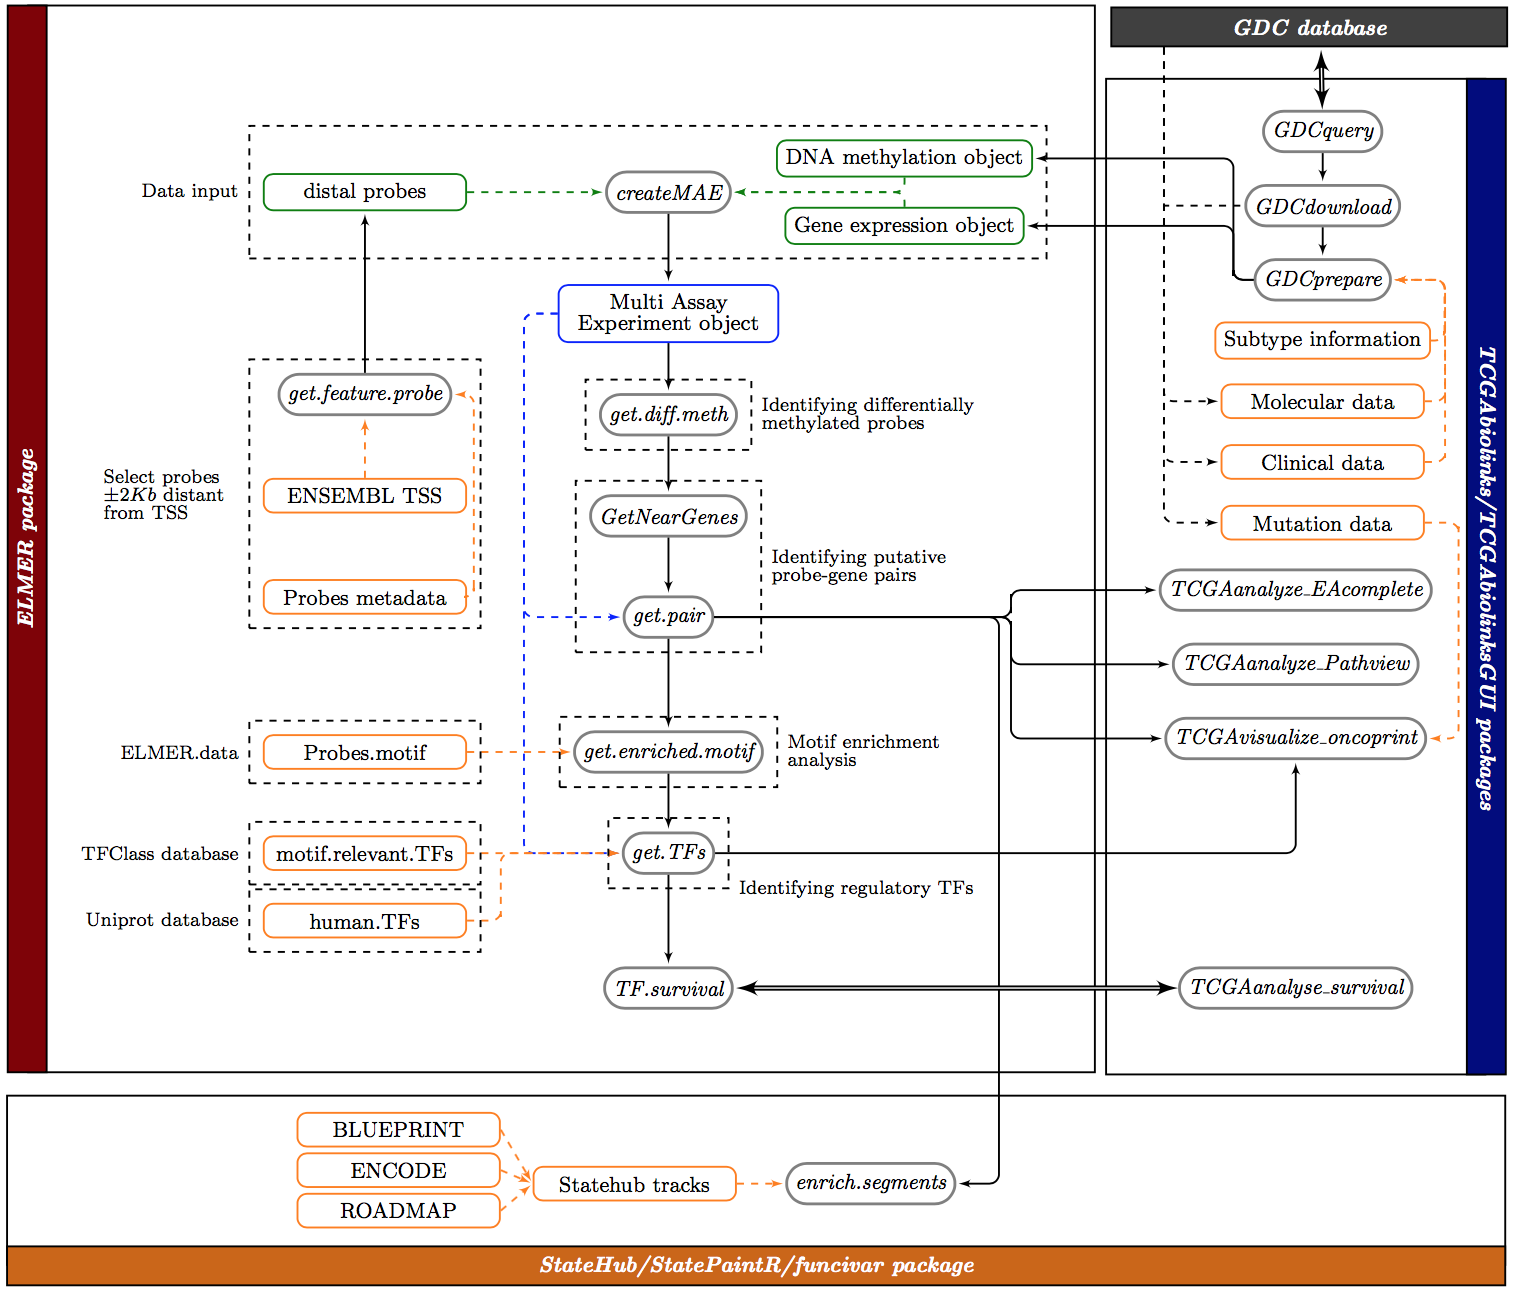 GDC database
ELMER package
TCGAbiolinks/TCGAbiolinksGUI packages
GDCquery
GDCdownload
GDCprepare
Subtype information
Molecular data
Clinical data
Mutation data
TCGAanalyze_EAcomplete
TCGAanalyze_Pathview
TCGAvisualize_oncoprint
TCGAanalyse_survival
Data input
distal probes
createMAE
DNA methylation object
Gene expression object
Multi Assay
Experiment object
get.feature.probe
get.diff.meth
Identifying differentially
methylated probes
Select probes
±2Kb distant
from TSS
ENSEMBL TSS
Probes metadata
GetNearGenes
Identifying putative
probe-gene pairs
get.pair
ELMER.data
Probes.motif
get.enriched.motif
Motif enrichment
analysis
TFClass database
motif.relevant.TFs
get.TFs
Identifying regulatory TFs
Uniprot database
human.TFs
TF.survival
BLUEPRINT
ENCODE
ROADMAP
Statehub tracks
enrich.segments
StateHub/StatePaintR/funcivar package